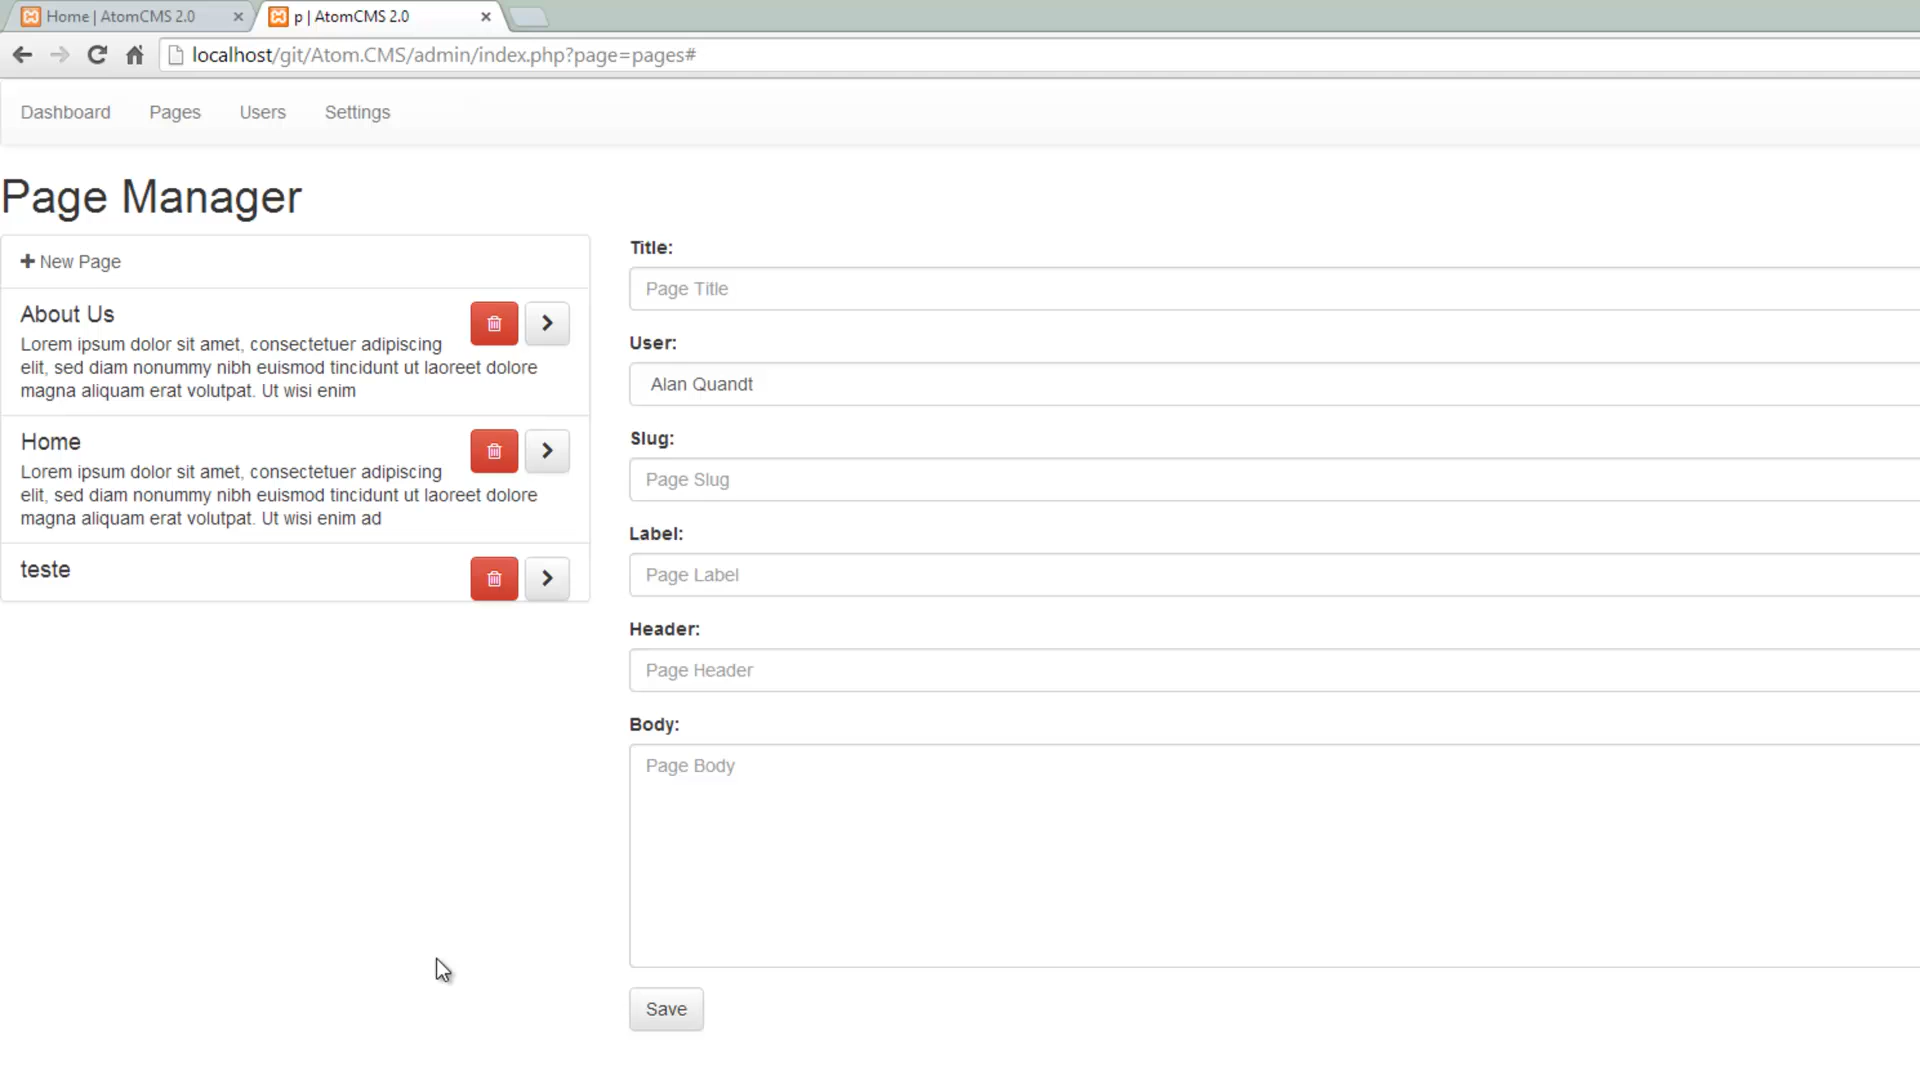 Home | AtomCMS 2.0
p | AtomCMS 2.0
localhost/git/Atom.CMS/admin/index.php?page=pages#
Dashboard Pages Users Settings
Page Manager
New Page
About Us
Lorem ipsum dolor sit amet, consectetuer adipiscing
elit, sed diam nonummy nibh euismod tincidunt ut laoreet dolore
magna aliquam erat volutpat. Ut wisi enim
Home
Lorem ipsum dolor sit amet, consectetuer adipiscing
elit, sed diam nonummy nibh euismod tincidunt ut laoreet dolore
magna aliquam erat volutpat. Ut wisi enim ad
teste
Title:
Page Title
User:
Alan Quandt
Slug:
Page Slug
Label:
Page Label
Header:
Page Header
Body:
Page Body
Save